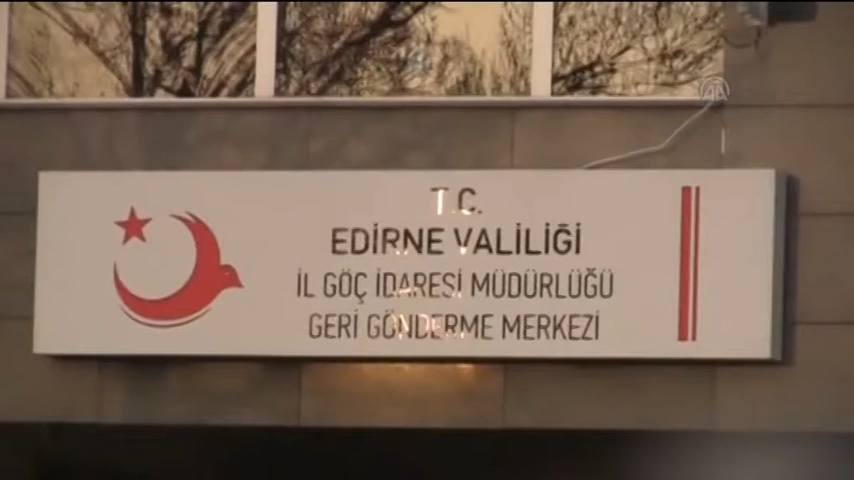 T.C.
EDİRNE VALİLİĞİ
İL GÖÇ İDARESİ MÜDÜRLÜĞÜ
GERİ GÖNDERME MERKEZİ